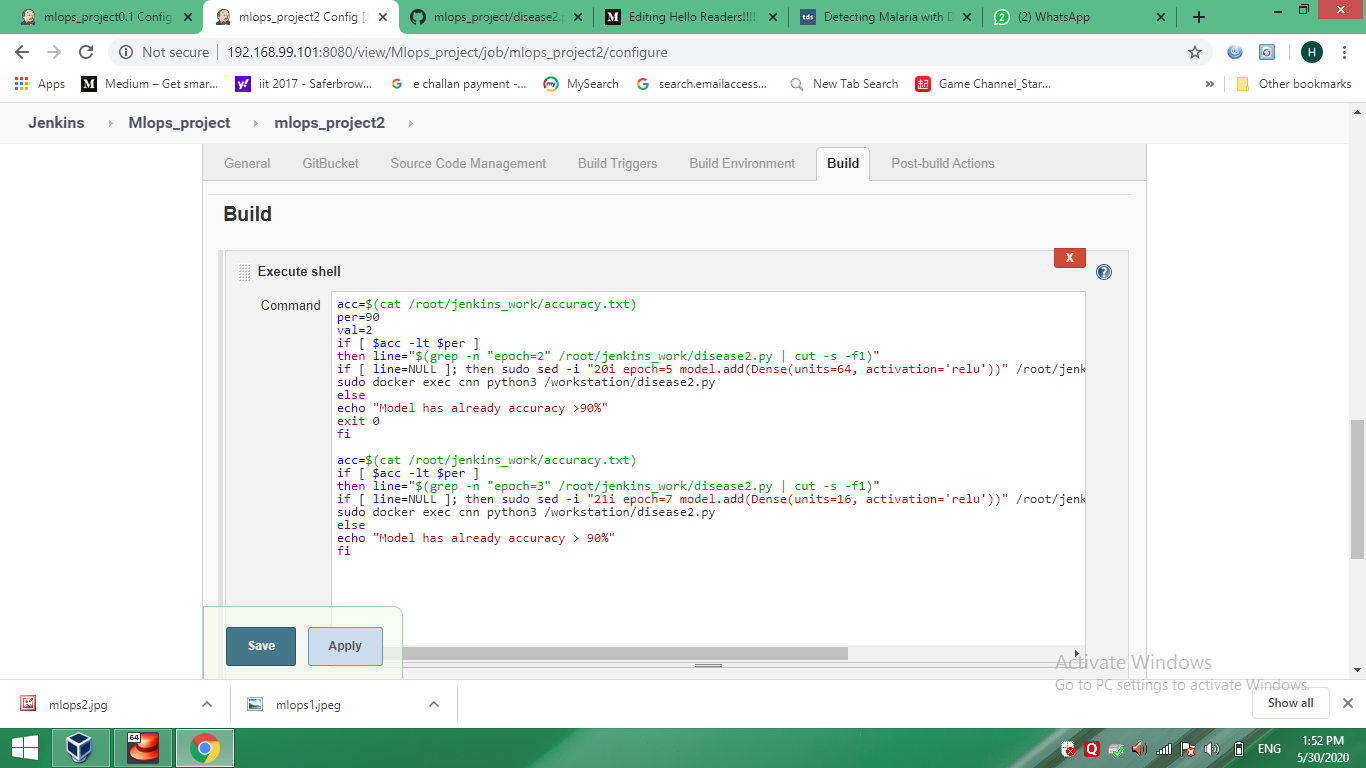 mlops_project0.1 Config
mlops_project2 Config [J
mlops_project/disease2.p
Editing Hello Readers!!!!
tds
Detecting Malaria with D
(2) WhatsApp
Not secure
192.168.99.101:8080/view/Mlops_project/job/mlops_project2/configure
H
Apps
Medium – Get smar...
iit 2017 - Saferbrow...
e challan payment -...
MySearch
search.emailaccess...
New Tab Search
Game Channel_Star...
»
Other bookmarks
Jenkins
Mlops_project
mlops_project2
General
GitBucket
Source Code Management
Build Triggers
Build Environment
Build
Post-build Actions
Build
X
Execute shell
Command
acc=$(cat /root/jenkins_work/accuracy.txt)
per=90
val=2
if [ $acc -lt $per ]
then line="$(grep -n "epoch=2" /root/jenkins_work/disease2.py | cut -s -f1)"
if [ line=NULL ]; then sudo sed -i "20i epoch=5 model.add(Dense(units=64, activation='relu'))" /root/jenk
sudo docker exec cnn python3 /workstation/disease2.py
else
echo "Model has already accuracy >90%"
exit 0
fi
acc=$(cat /root/jenkins_work/accuracy.txt)
if [ $acc -lt $per ]
then line="$(grep -n "epoch=3" /root/jenkins_work/disease2.py | cut -s -f1)"
if [ line=NULL ]; then sudo sed -i "21i epoch=7 model.add(Dense(units=16, activation='relu'))" /root/jenk
sudo docker exec cnn python3 /workstation/disease2.py
else
echo "Model has already accuracy > 90%"
fi
Save
Apply
Activate Windows
Go to PC settings to activate Windows.
mlops2.jpg
mlops1.jpeg
Show all
64
ENG
1:52 PM
5/30/2020